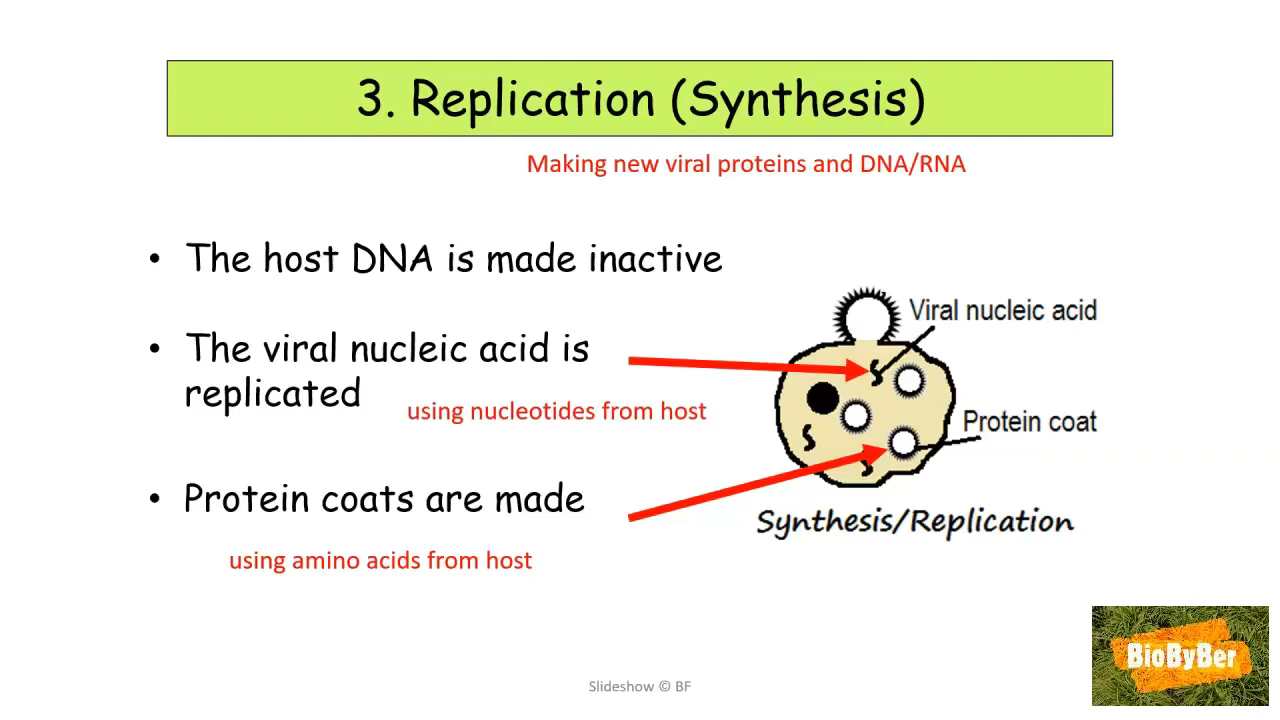 3. Replication (Synthesis)
Making new viral proteins and DNA/RNA
• The host DNA is made inactive
• The viral nucleic acid is
replicated
using nucleotides from host
• Protein coats are made
using amino acids from host
Viral nucleic acid
Protein coat
Synthesis/Replication
BioByBer
Slideshow © BF